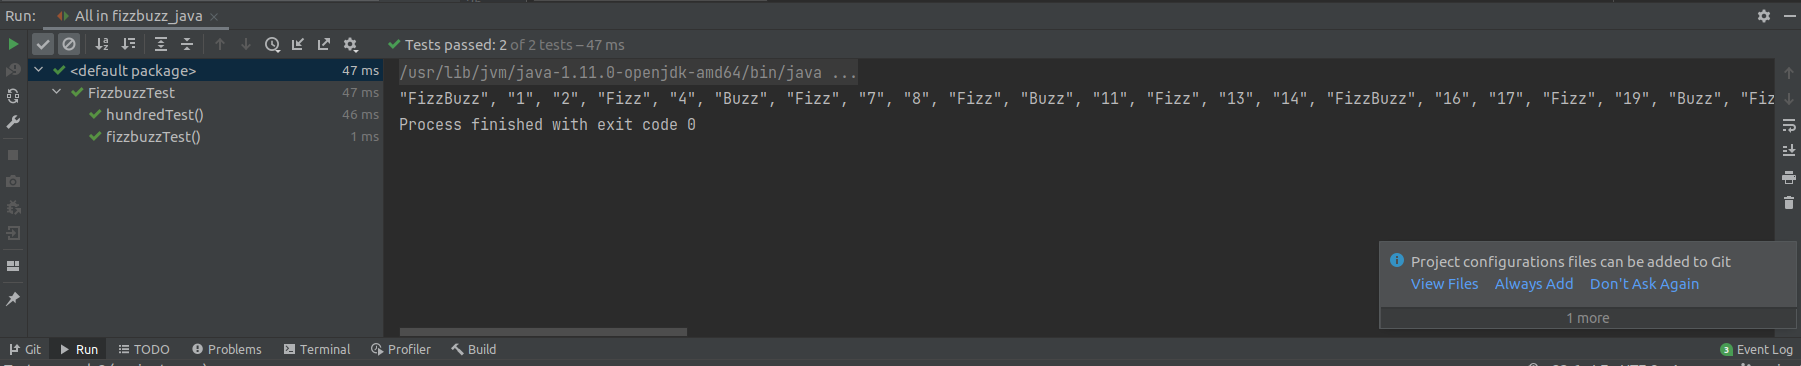 Run: All in fizzbuzz_java
Tests passed: 2 of 2 tests – 47 ms
<default package> 47 ms
FizzbuzzTest 47 ms
hundredTest() 46 ms
fizzbuzzTest() 1 ms
/usr/lib/jvm/java-1.11.0-openjdk-amd64/bin/java ...
"FizzBuzz", "1", "2", "Fizz", "4", "Buzz", "Fizz", "7", "8", "Fizz", "Buzz", "11", "Fizz", "13", "14", "FizzBuzz", "16", "17", "Fizz", "19", "Buzz", "Fiz
Process finished with exit code 0
Project configurations files can be added to Git
View Files Always Add Don't Ask Again
1 more
Git Run TODO Problems Terminal Profiler Build 3 Event Log